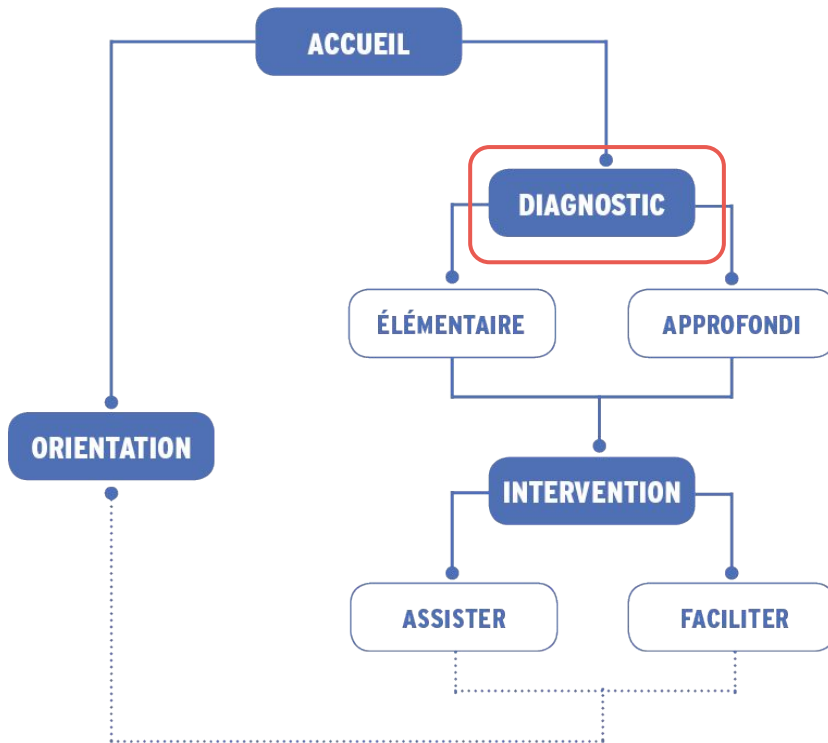 ACCUEIL
DIAGNOSTIC
ÉLÉMENTAIRE
APPROFONDI
ORIENTATION
INTERVENTION
ASSISTER
FACILITER